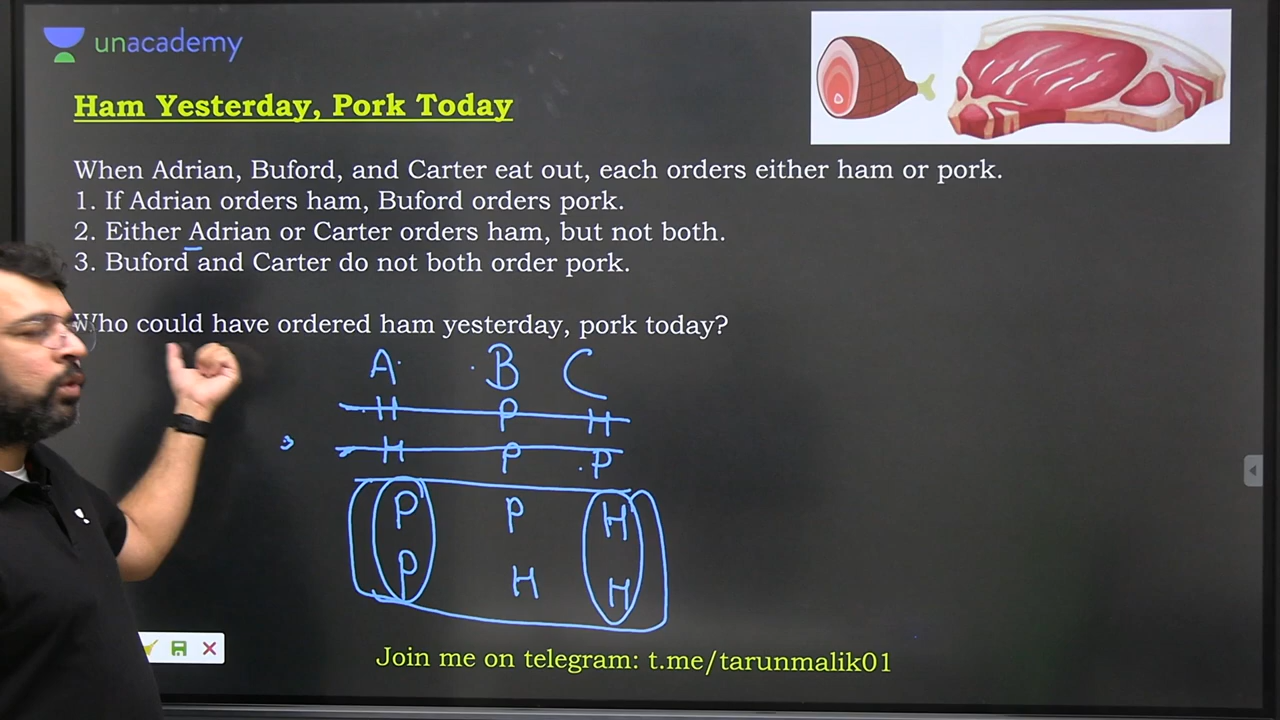 unacademy
Ham Yesterday, Pork Today
When Adrian, Buford, and Carter eat out, each orders either ham or pork.
1. If Adrian orders ham, Buford orders pork.
2. Either Adrian or Carter orders ham, but not both.
3. Buford and Carter do not both order pork.
Who could have ordered ham yesterday, pork today?
A B C
H P H
3 H P P
P P H
P H H
Join me on telegram: t.me/tarunmalik01